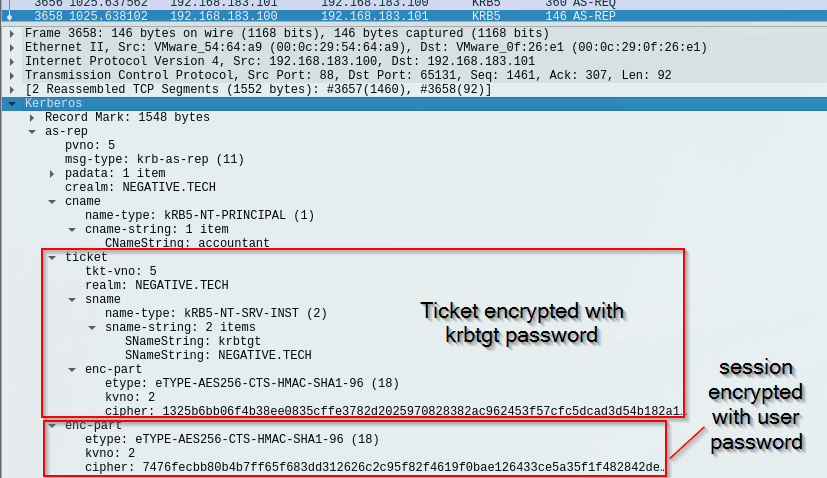 3656 1025.637562 192.168.183.101 192.168.183.100 KRB5 360 AS-REQ
3658 1025.638102 192.168.183.100 192.168.183.101 KRB5 146 AS-REP
Frame 3658: 146 bytes on wire (1168 bits), 146 bytes captured (1168 bits)
Ethernet II, Src: VMware_54:64:a9 (00:0c:29:54:64:a9), Dst: VMware_0f:26:e1 (00:0c:29:0f:26:e1)
Internet Protocol Version 4, Src: 192.168.183.100, Dst: 192.168.183.101
Transmission Control Protocol, Src Port: 88, Dst Port: 65131, Seq: 1461, Ack: 307, Len: 92
[2 Reassembled TCP Segments (1552 bytes): #3657(1460), #3658(92)]
Kerberos
Record Mark: 1548 bytes
as-rep
pvno: 5
msg-type: krb-as-rep (11)
padata: 1 item
crealm: NEGATIVE.TECH
cname
name-type: kRB5-NT-PRINCIPAL (1)
cname-string: 1 item
CNameString: accountant
ticket
tkt-vno: 5
realm: NEGATIVE.TECH
sname
name-type: kRB5-NT-SRV-INST (2)
sname-string: 2 items
SNameString: krbtgt
SNameString: NEGATIVE.TECH
enc-part
etype: eTYPE-AES256-CTS-HMAC-SHA1-96 (18)
kvno: 2
cipher: 1325b6bb06f4b38ee0835cffe3782d2025970828382ac962453f57cfc5dcad3d54b182a1…
Ticket encrypted with
krbtgt password
enc-part
etype: eTYPE-AES256-CTS-HMAC-SHA1-96 (18)
kvno: 2
cipher: 7476fecbb80b4b7ff65f683dd312626c2c95f82f4619f0bae126433ce5a35f1f482842de…
session
encrypted
with user
password